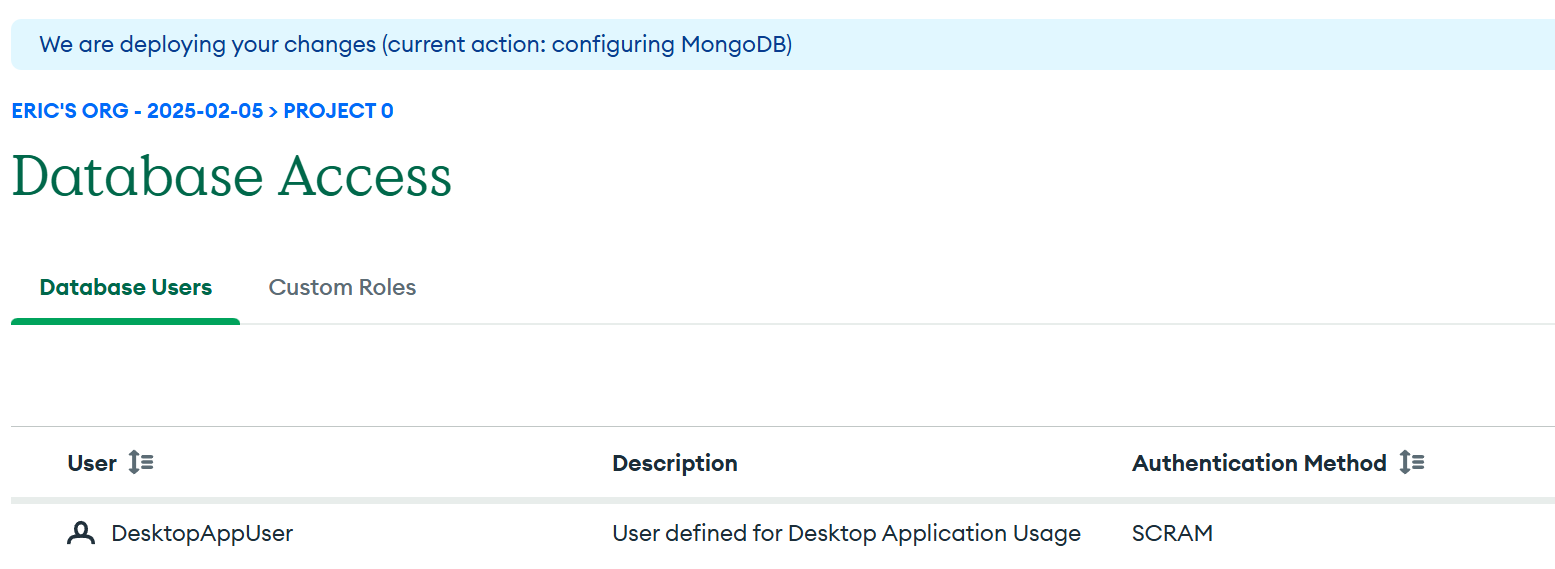 We are deploying your changes (current action: configuring MongoDB)
ERIC'S ORG - 2025-02-05 > PROJECT 0
Database Access
Database Users Custom Roles
User Description Authentication Method
DesktopAppUser User defined for Desktop Application Usage SCRAM